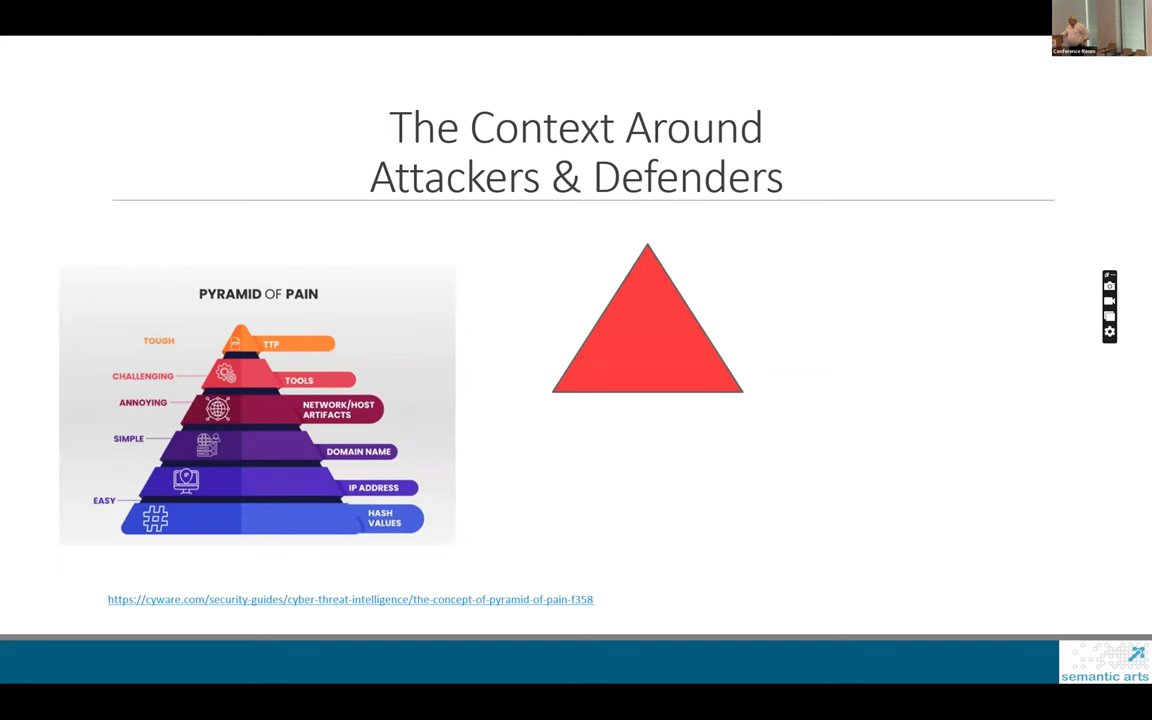 Conference Room
The Context Around
Attackers & Defenders
PYRAMID OF PAIN
TOUGH
TTP
CHALLENGING
TOOLS
ANNOYING
NETWORK/HOST
ARTIFACTS
SIMPLE
DOMAIN NAME
IP ADDRESS
EASY
HASH
VALUES
https://cyware.com/security-guides/cyber-threat-intelligence/the-concept-of-pyramid-of-pain-f358
semantic arts